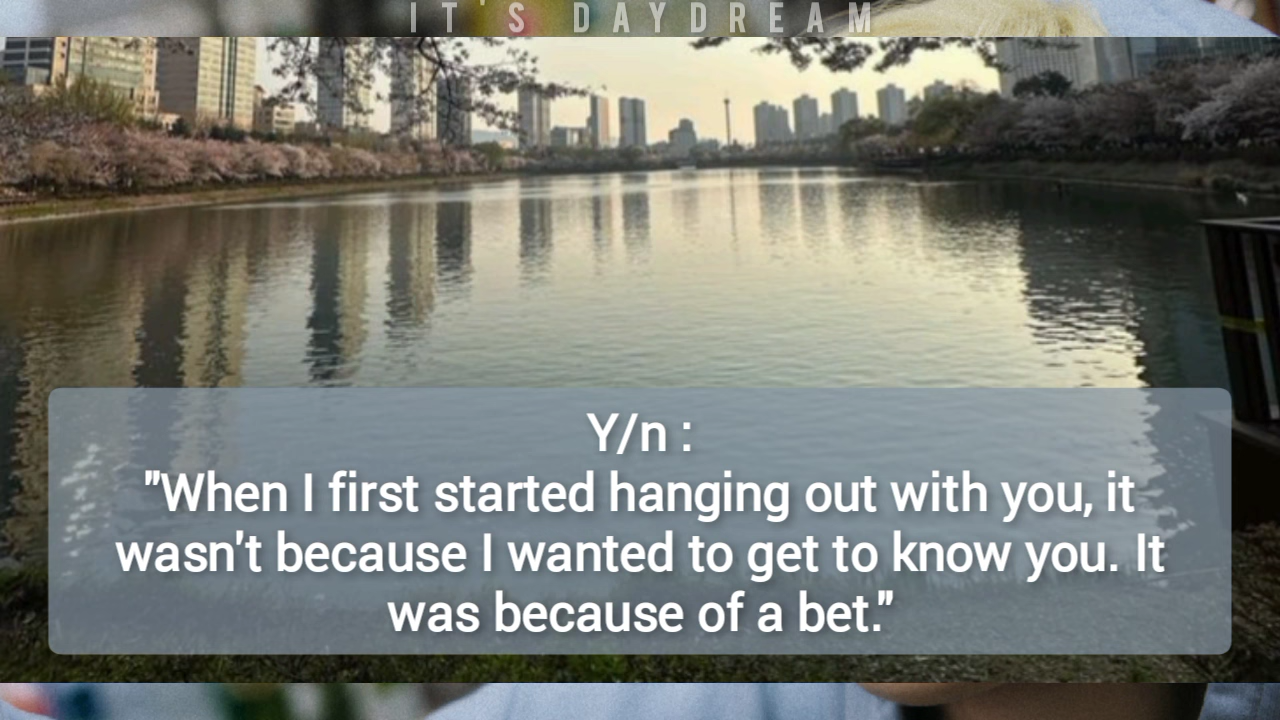 IT'S DAYDREAM
Y/n :
"When I first started hanging out with you, it
wasn't because I wanted to get to know you. It
was because of a bet."